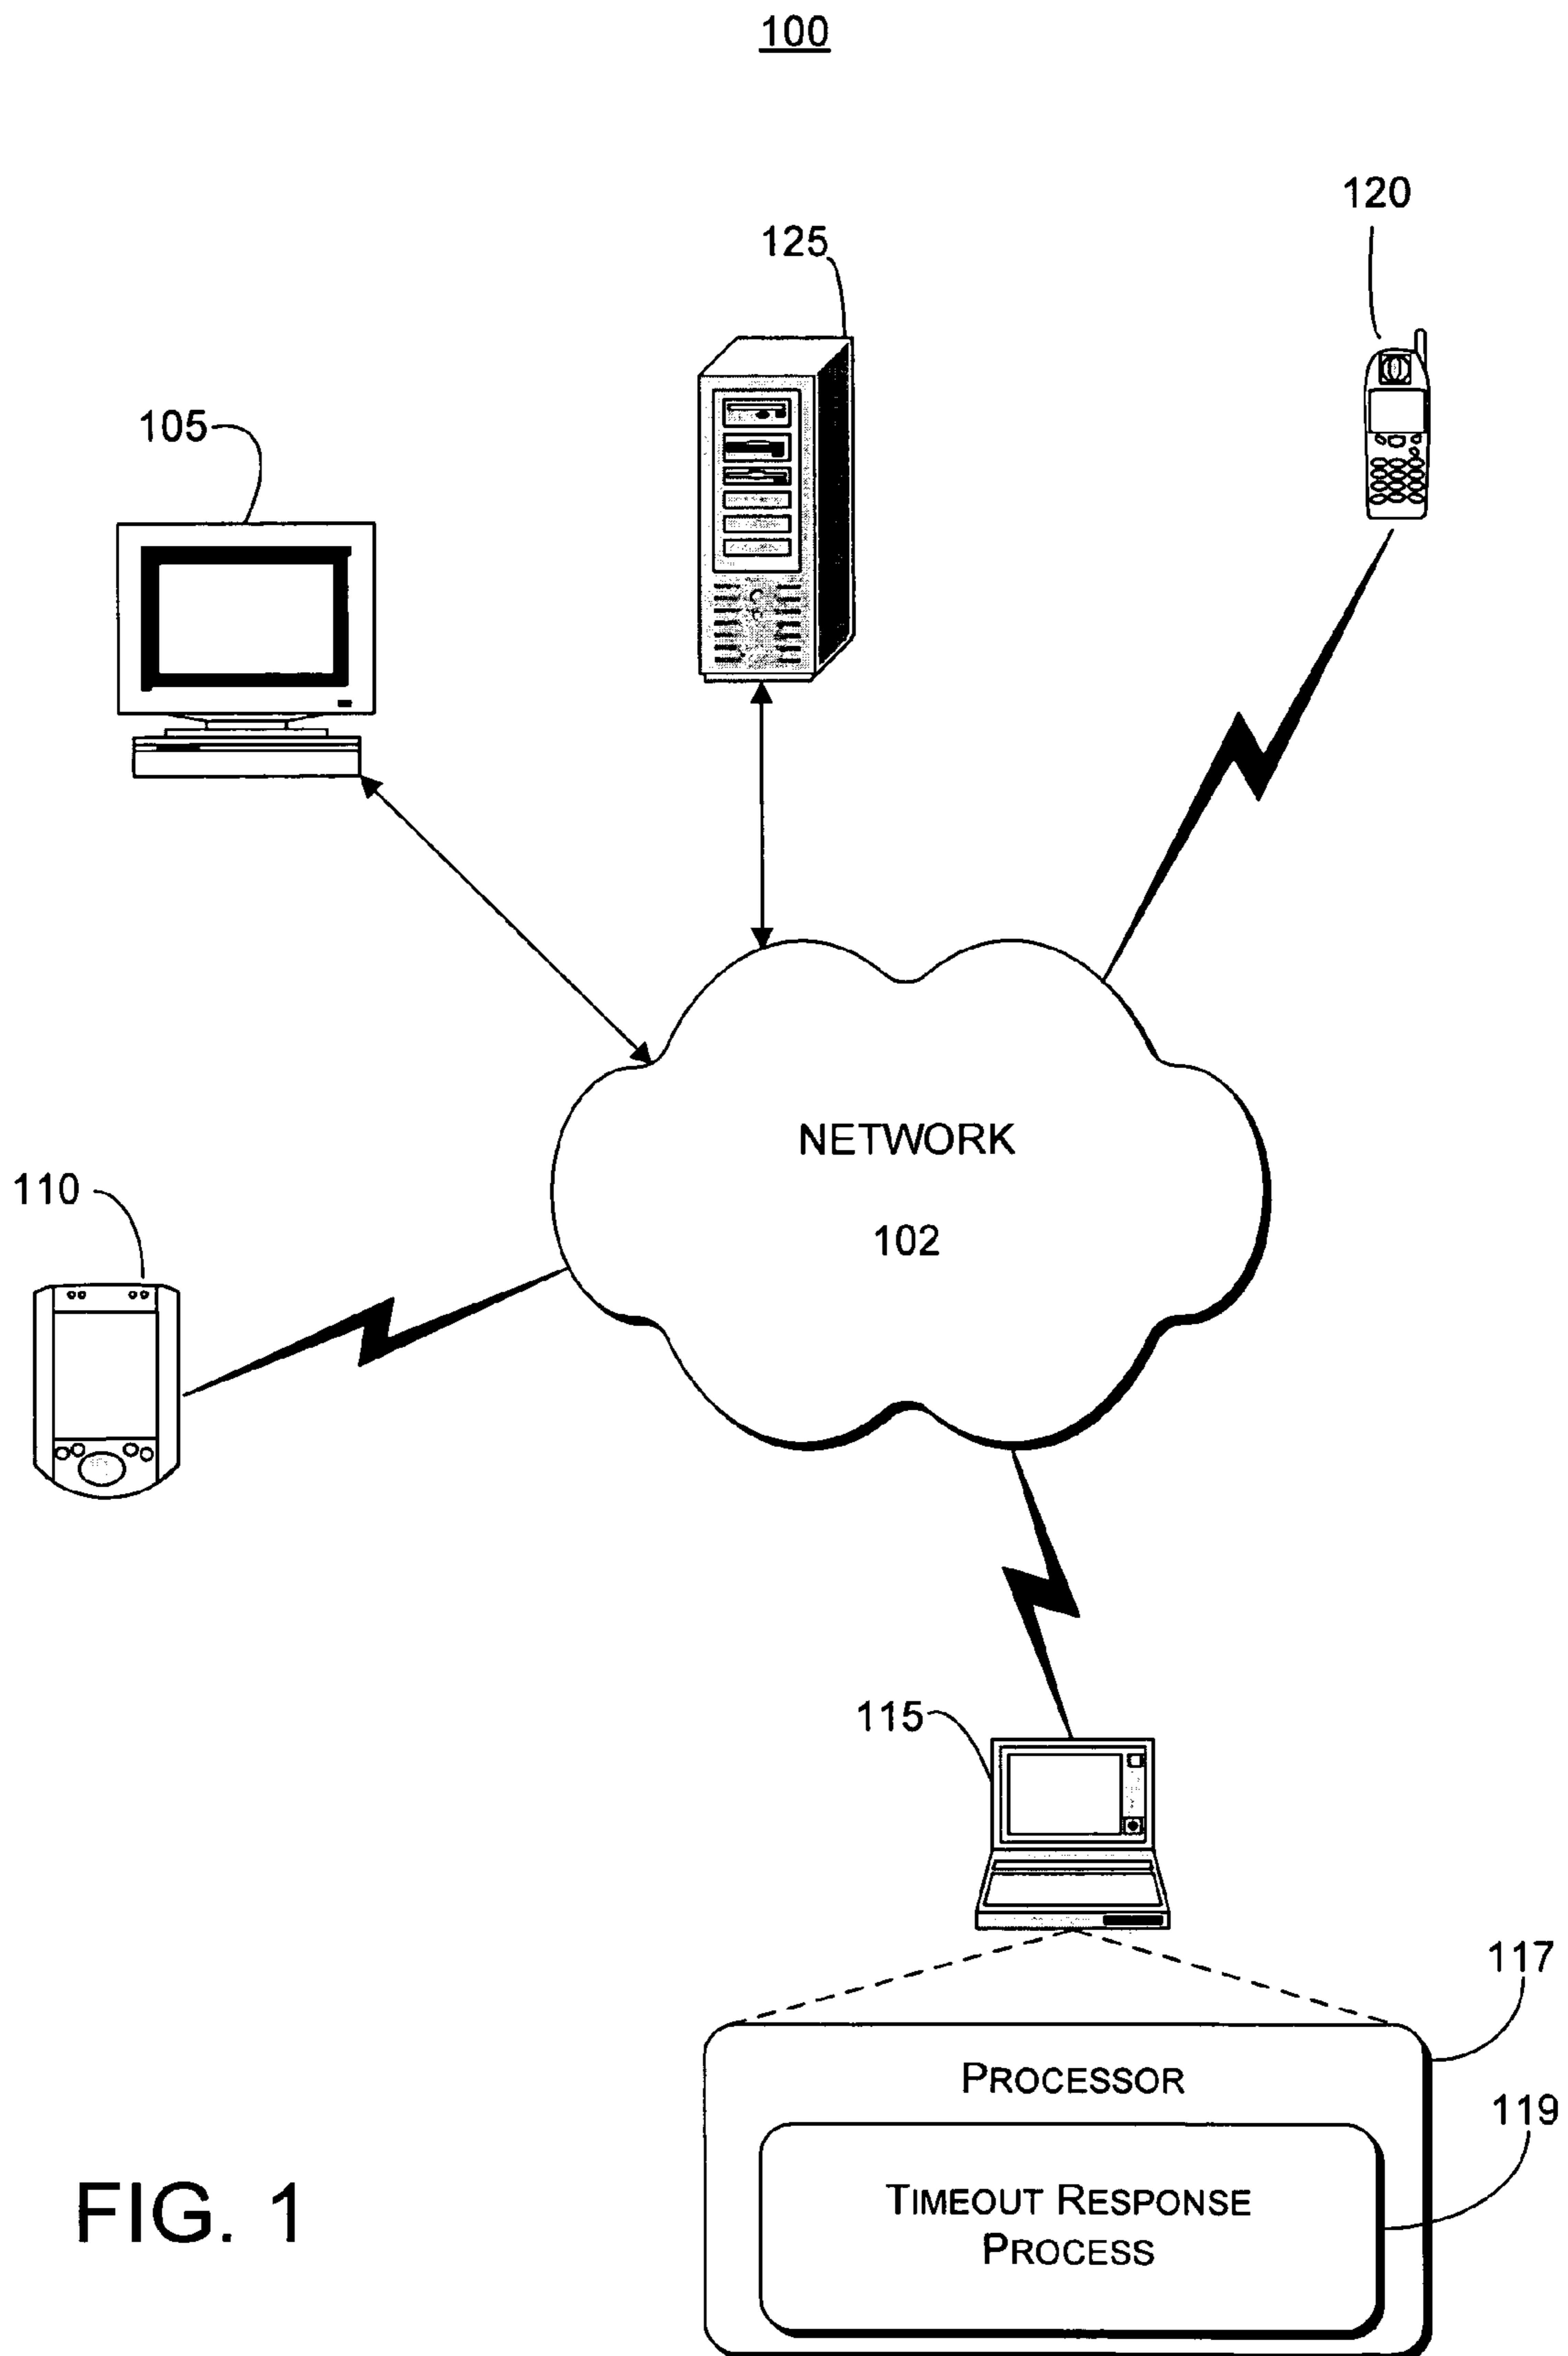 100
120
125
105
NETWORK
102
110
115
117
PROCESSOR
119
TIMEOUT RESPONSE
PROCESS
FIG. 1